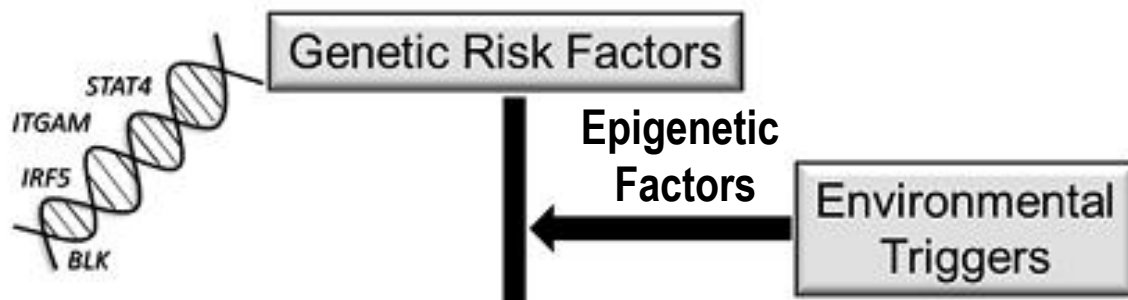 Genetic Risk Factors
STAT4
ITGAM
IRF5
BLK
Epigenetic
Factors
Environmental
Triggers